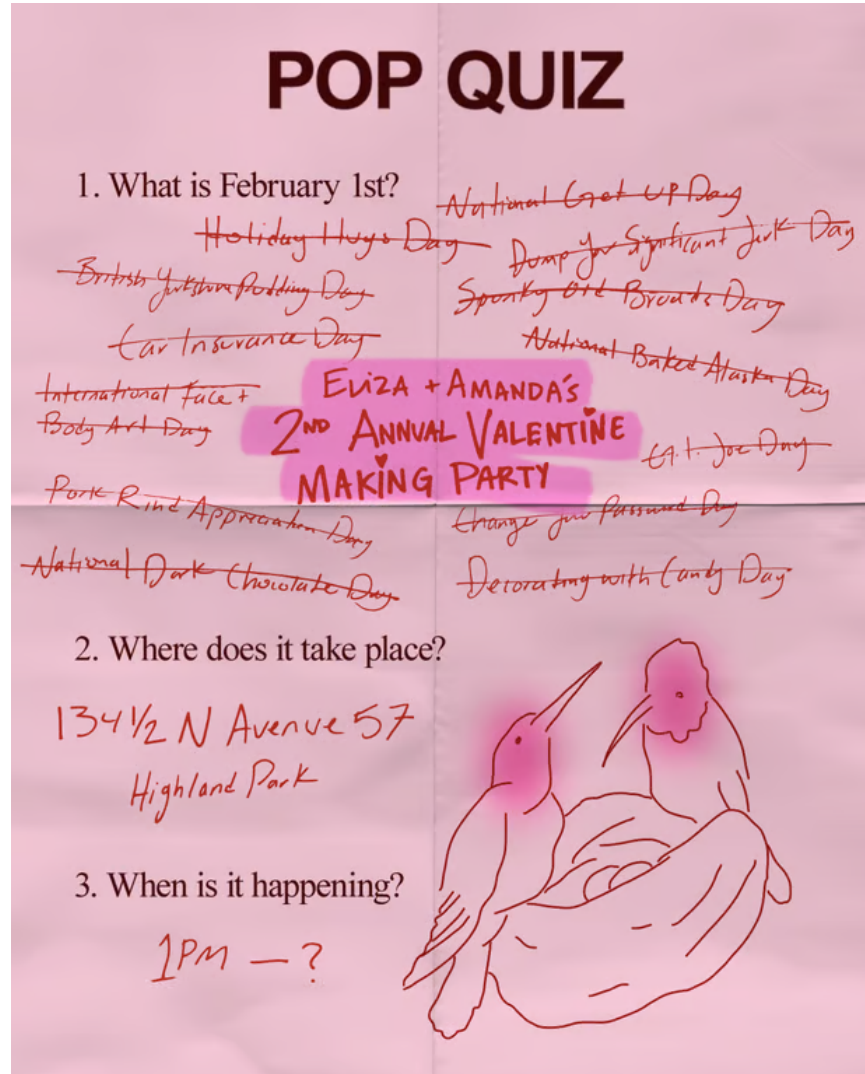 POP QUIZ
1. What is February 1st?
National Get UP Day
Holiday Hugs Day
Dump Your Significant Jerk Day
British Yorkshire Pudding Day
Spunky Old Broads Day
Car Insurance Day
National Baked Alaska Day
International Face +
Body Art Day
ELIZA + AMANDA'S
2ND ANNUAL VALENTINE
MAKING PARTY
G.I. Joe Day
Pork Rind Appreciation Day
Change Your Password Day
National Dark Chocolate Day
Decorating with Candy Day
2. Where does it take place?
134 1/2 N Avenue 57
Highland Park
3. When is it happening?
1PM — ?